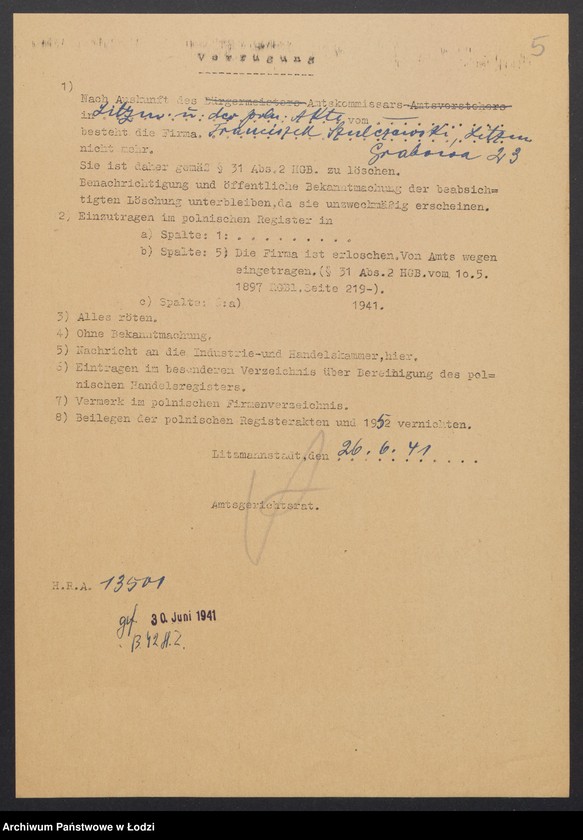 5
Verfügung
1)
Nach Auskunft des Bürgermeisters Amtskommissars Amtsvorstehers
in Litzm. u. der poln. Akte vom
besteht die Firma Franciszek Szulczewski, Litzm
nicht mehr. Grabowa 23
Sie ist daher gemäß § 31 Abs.2 HGB. zu löschen.
Benachrichtigung und öffentliche Bekanntmachung der beabsich=
tigten Löschung unterbleiben,da sie unzweckmäßig erscheinen.
2, Einzutragen im polnischen Register in
a) Spalte: 1: . . . . . . . . .
b) Spalte: 5) Die Firma ist erloschen.Von Amts wegen
eingetragen.(§ 31 Abs.2 HGB.vom 1o.5.
1897 RGBl.Seite 219-).
c) Spalte: 6:a) 1941.
3) Alles röten.
4) Ohne Bekanntmachung.
5) Nachricht an die Industrie-und Handelskammer,hier.
6) Eintragen im besonderen Verzeichnis über Bereihigung des pol=
nischen Handelsregisters.
7) Vermerk im polnischen Firmenverzeichnis.
8) Beilegen der polnischen Registerakten und 1952 vernichten.
Litzmannstadt,den 26. 6. 41
Amtsgerichtsrat.
H.R.A. 13501
gef. 30. Juni 1941
Archiwum Państwowe w Łodzi